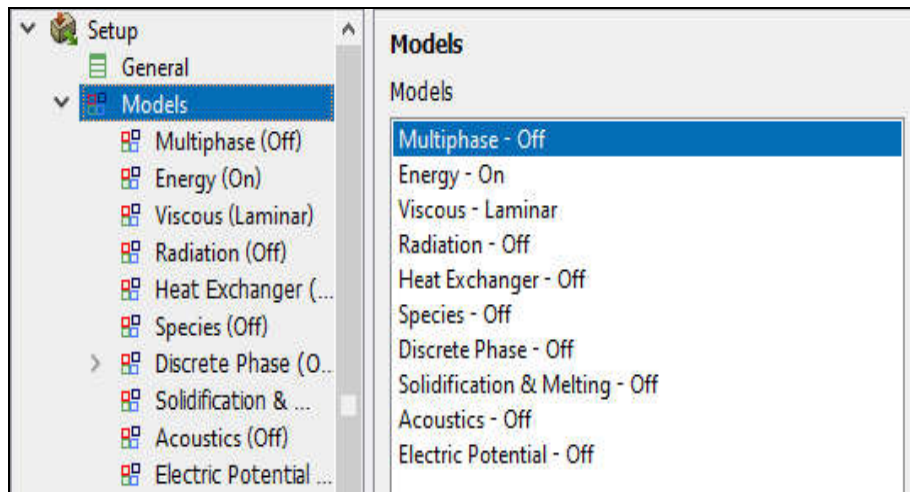 Setup
General
Models
Multiphase (Off)
Energy (On)
Viscous (Laminar)
Radiation (Off)
Heat Exchanger (...
Species (Off)
Discrete Phase (O...
Solidification & ...
Acoustics (Off)
Electric Potential ...
Models
Models
Multiphase - Off
Energy - On
Viscous - Laminar
Radiation - Off
Heat Exchanger - Off
Species - Off
Discrete Phase - Off
Solidification & Melting - Off
Acoustics - Off
Electric Potential - Off